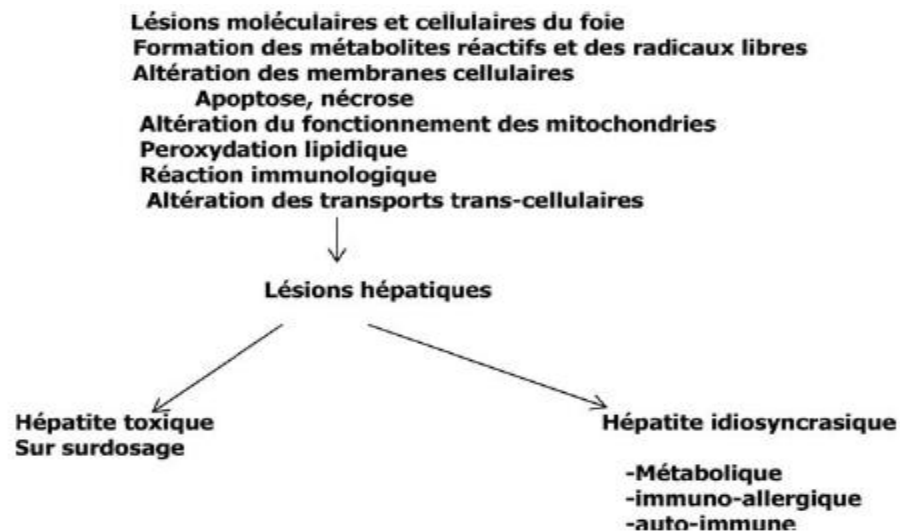 Lésions moléculaires et cellulaires du foie
Formation des métabolites réactifs et des radicaux libres
Altération des membranes cellulaires
Apoptose, nécrose
Altération du fonctionnement des mitochondries
Peroxydation lipidique
Réaction immunologique
Altération des transports trans-cellulaires
Lésions hépatiques
Hépatite toxique
Sur surdosage
Hépatite idiosyncrasique
-Métabolique
-immuno-allergique
-auto-immune